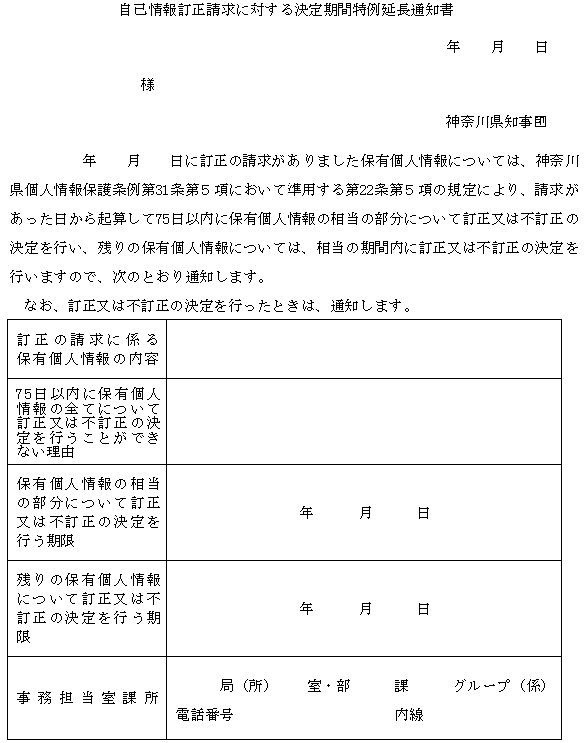 自己情報訂正請求に対する決定期間特例延長通知書
年　月　日
様
神奈川県知事団
年　月　日に訂正の請求がありました保有個人情報については、神奈川
県個人情報保護条例第31条第５項において準用する第22条第５項の規定により、請求が
あった日から起算して75日以内に保有個人情報の相当の部分について訂正又は不訂正の
決定を行い、残りの保有個人情報については、相当の期間内に訂正又は不訂正の決定を
行いますので、次のとおり通知します。
なお、訂正又は不訂正の決定を行ったときは、通知します。
訂正の請求に係る
保有個人情報の内容
75日以内に保有個人
情報の全てについて
訂正又は不訂正の決
定を行うことができ
ない理由
保有個人情報の相当
の部分について訂正
又は不訂正の決定を
行う期限
年　月　日
残りの保有個人情報
について訂正又は不
訂正の決定を行う期
限
年　月　日
事務担当室課所
局（所）　室・部　課　グループ（係）
電話番号　内線